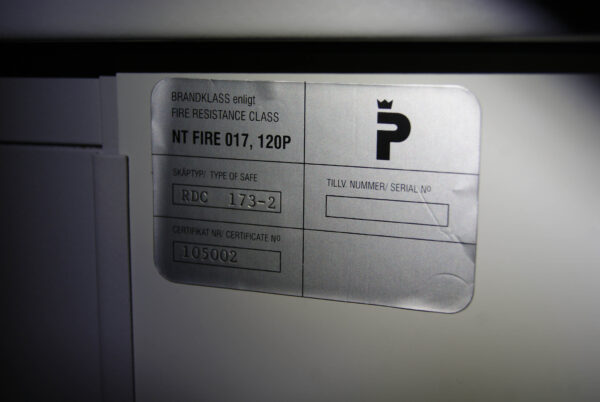 BRANDKLASS enligt
FIRE RESISTANCE CLASS
NT FIRE 017, 120P
P
SKÅPTYP/ TYPE OF SAFE
RDC 173-2
TILLV. NUMMER/ SERIAL Nº
CERTIFIKAT NR/ CERTIFICATE Nº
105002